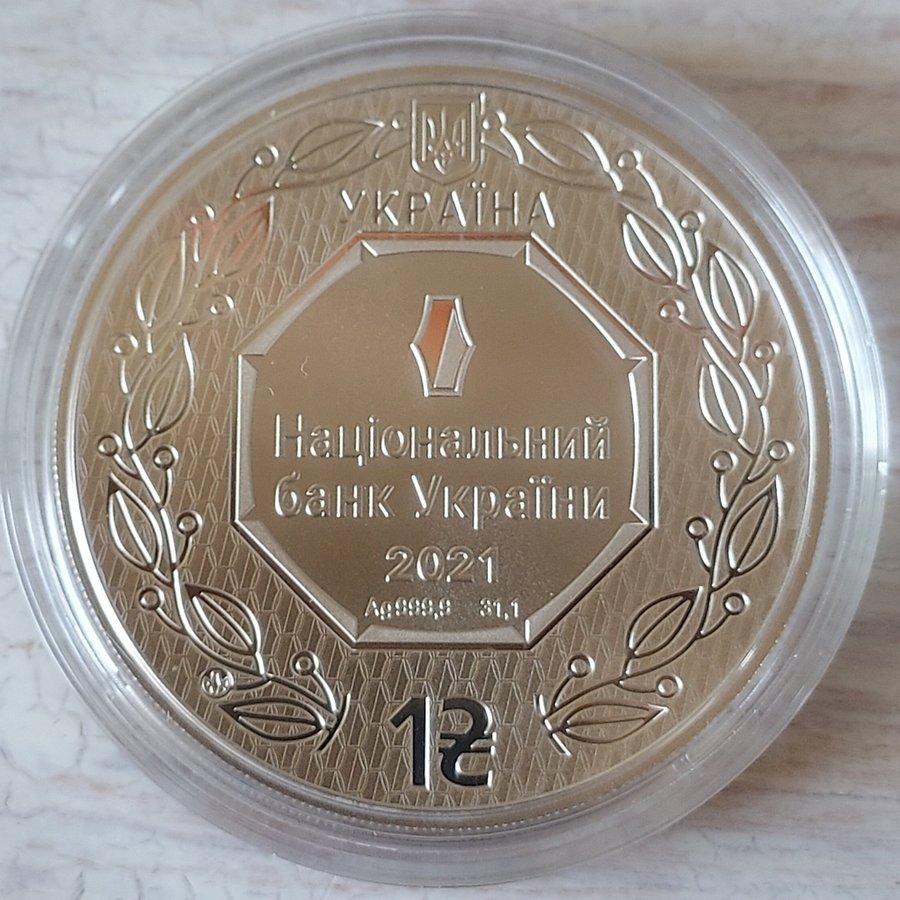 УКРАЇНА
Національний
банк України
2021
Ag999,9 31,1
1₴